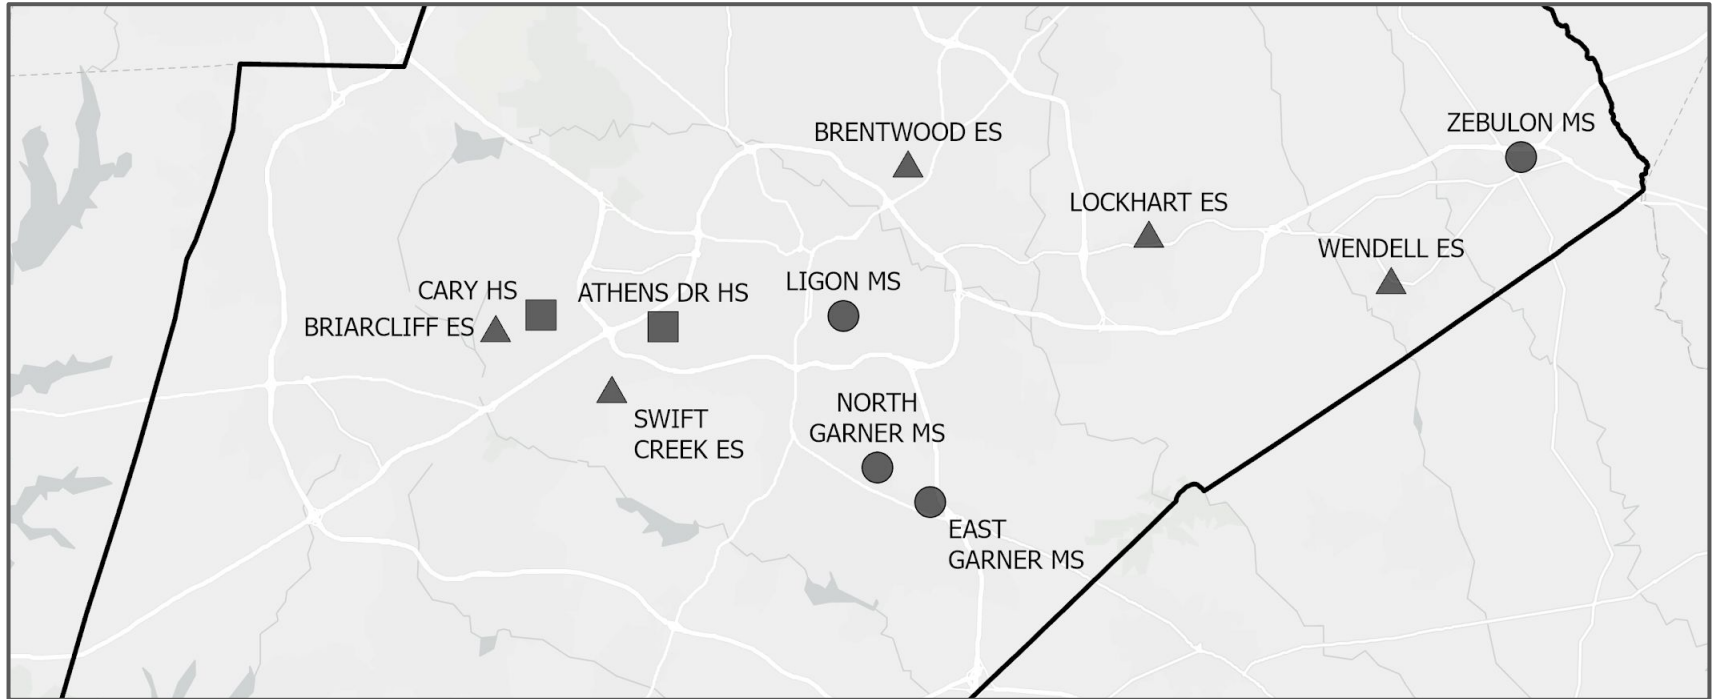 ZEBULON MS
BRENTWOOD ES
LOCKHART ES
WENDELL ES
LIGON MS
CARY HS
ATHENS DR HS
BRIARCLIFF ES
NORTH
GARNER MS
SWIFT
CREEK ES
EAST
GARNER MS